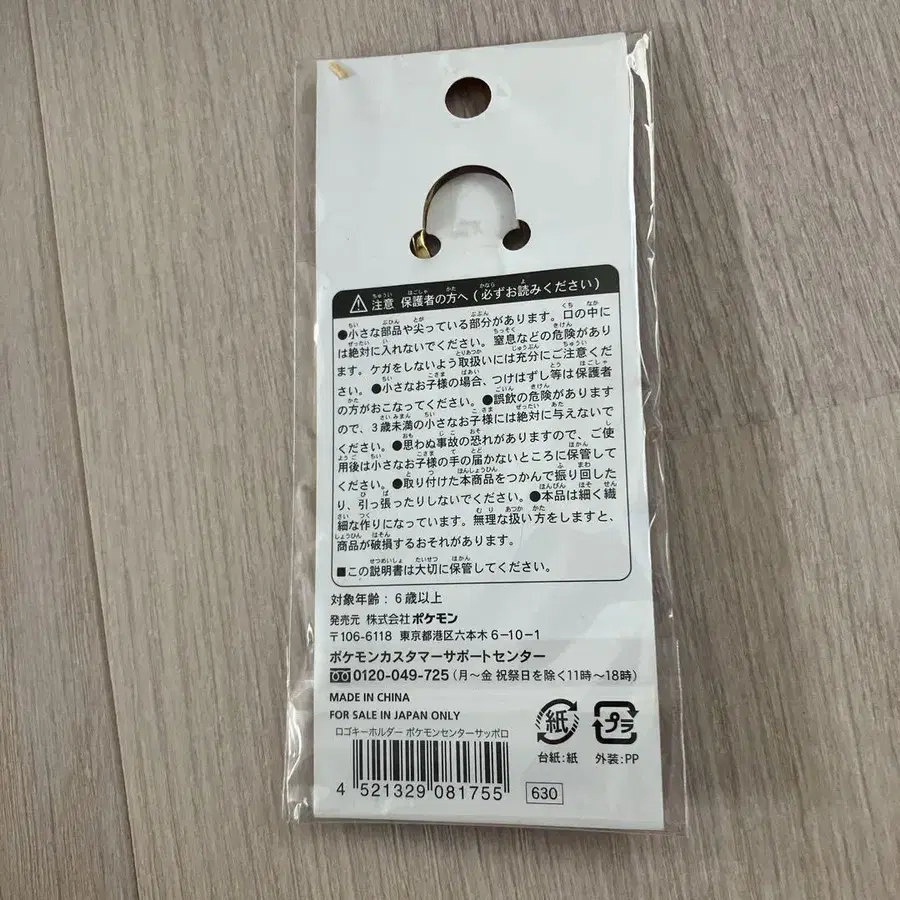 注意 保護者の方へ(必ずお読みください)
●小さな部品や尖っている部分があります。口の中に
は絶対に入れないでください。窒息などの危険があり
ます。ケガをしないよう取扱いには充分にご注意くだ
さい。●小さなお子様の場合、つけはずし等は保護者
の方がおこなってください。●誤飲の危険があります
ので、3歳未満の小さなお子様には絶対に与えないで
ください。●思わぬ事故の恐れがありますので、ご使
用後は小さなお子様の手の届かないところに保管して
ください。●取り付けた本商品をつかんで振り回した
り、引っ張ったりしないでください。●本品は細く繊
細な作りになっています。無理な扱い方をしますと、
商品が破損するおそれがあります。
■この説明書は大切に保管してください。
対象年齢:6歳以上
発売元 株式会社ポケモン
〒106-6118 東京都港区六本木6-10-1
ポケモンカスタマーサポートセンター
0120-049-725(月〜金 祝祭日を除く11時〜18時)
MADE IN CHINA
FOR SALE IN JAPAN ONLY
ロゴキーホルダー ポケモンセンターサッポロ
4 521329 081755
630
紙
台紙:紙
プラ
外装:PP